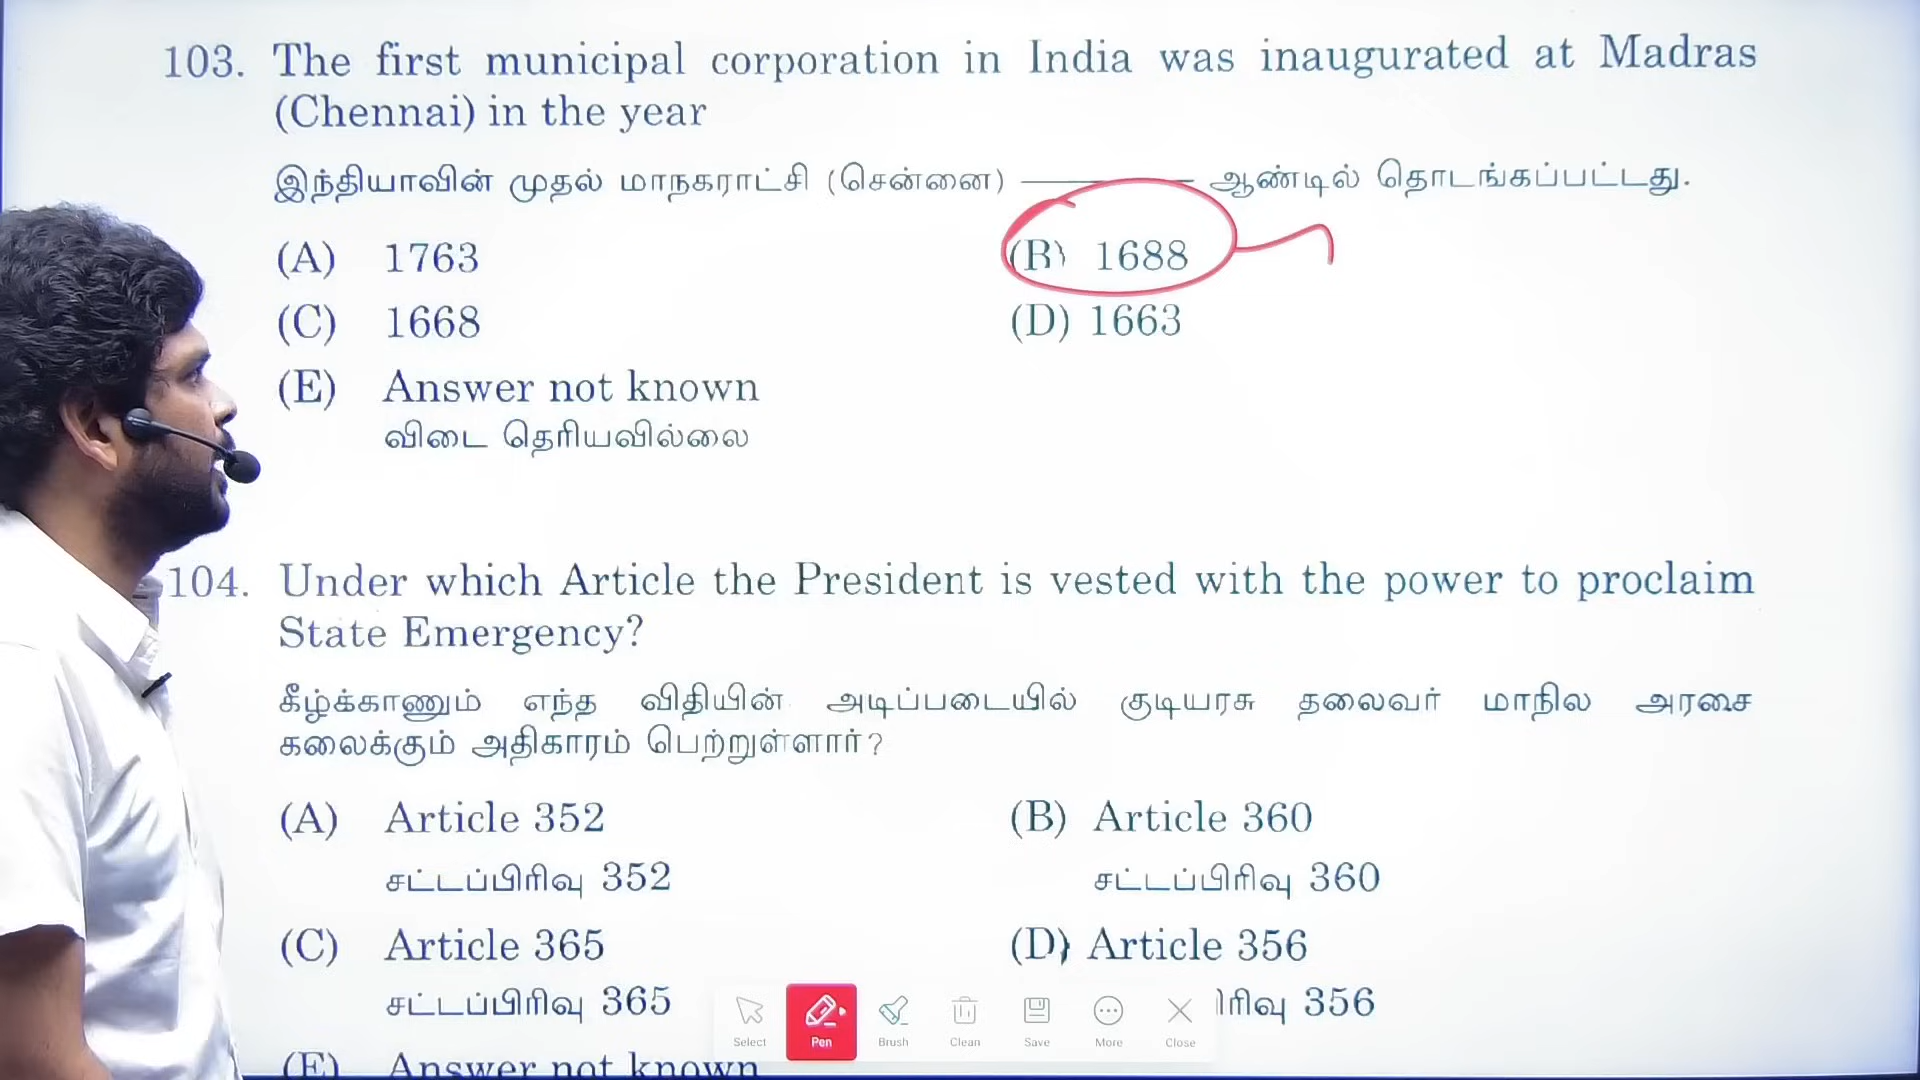 103. The first municipal corporation in India was inaugurated at Madras
(Chennai) in the year
இந்தியாவின் முதல் மாநகராட்சி (சென்னை) ———— ஆண்டில் தொடங்கப்பட்டது.
(A) 1763 (B) 1688
(C) 1668 (D) 1663
(E) Answer not known
விடை தெரியவில்லை
104. Under which Article the President is vested with the power to proclaim
State Emergency?
கீழ்க்காணும் எந்த விதியின் அடிப்படையில் குடியரசு தலைவர் மாநில அரசை
கலைக்கும் அதிகாரம் பெற்றுள்ளார்?
(A) Article 352 (B) Article 360
சட்டப்பிரிவு 352 சட்டப்பிரிவு 360
(C) Article 365 (D) Article 356
சட்டப்பிரிவு 365 356
Select Pen Brush Clean Save More Close
(E) Answer not known